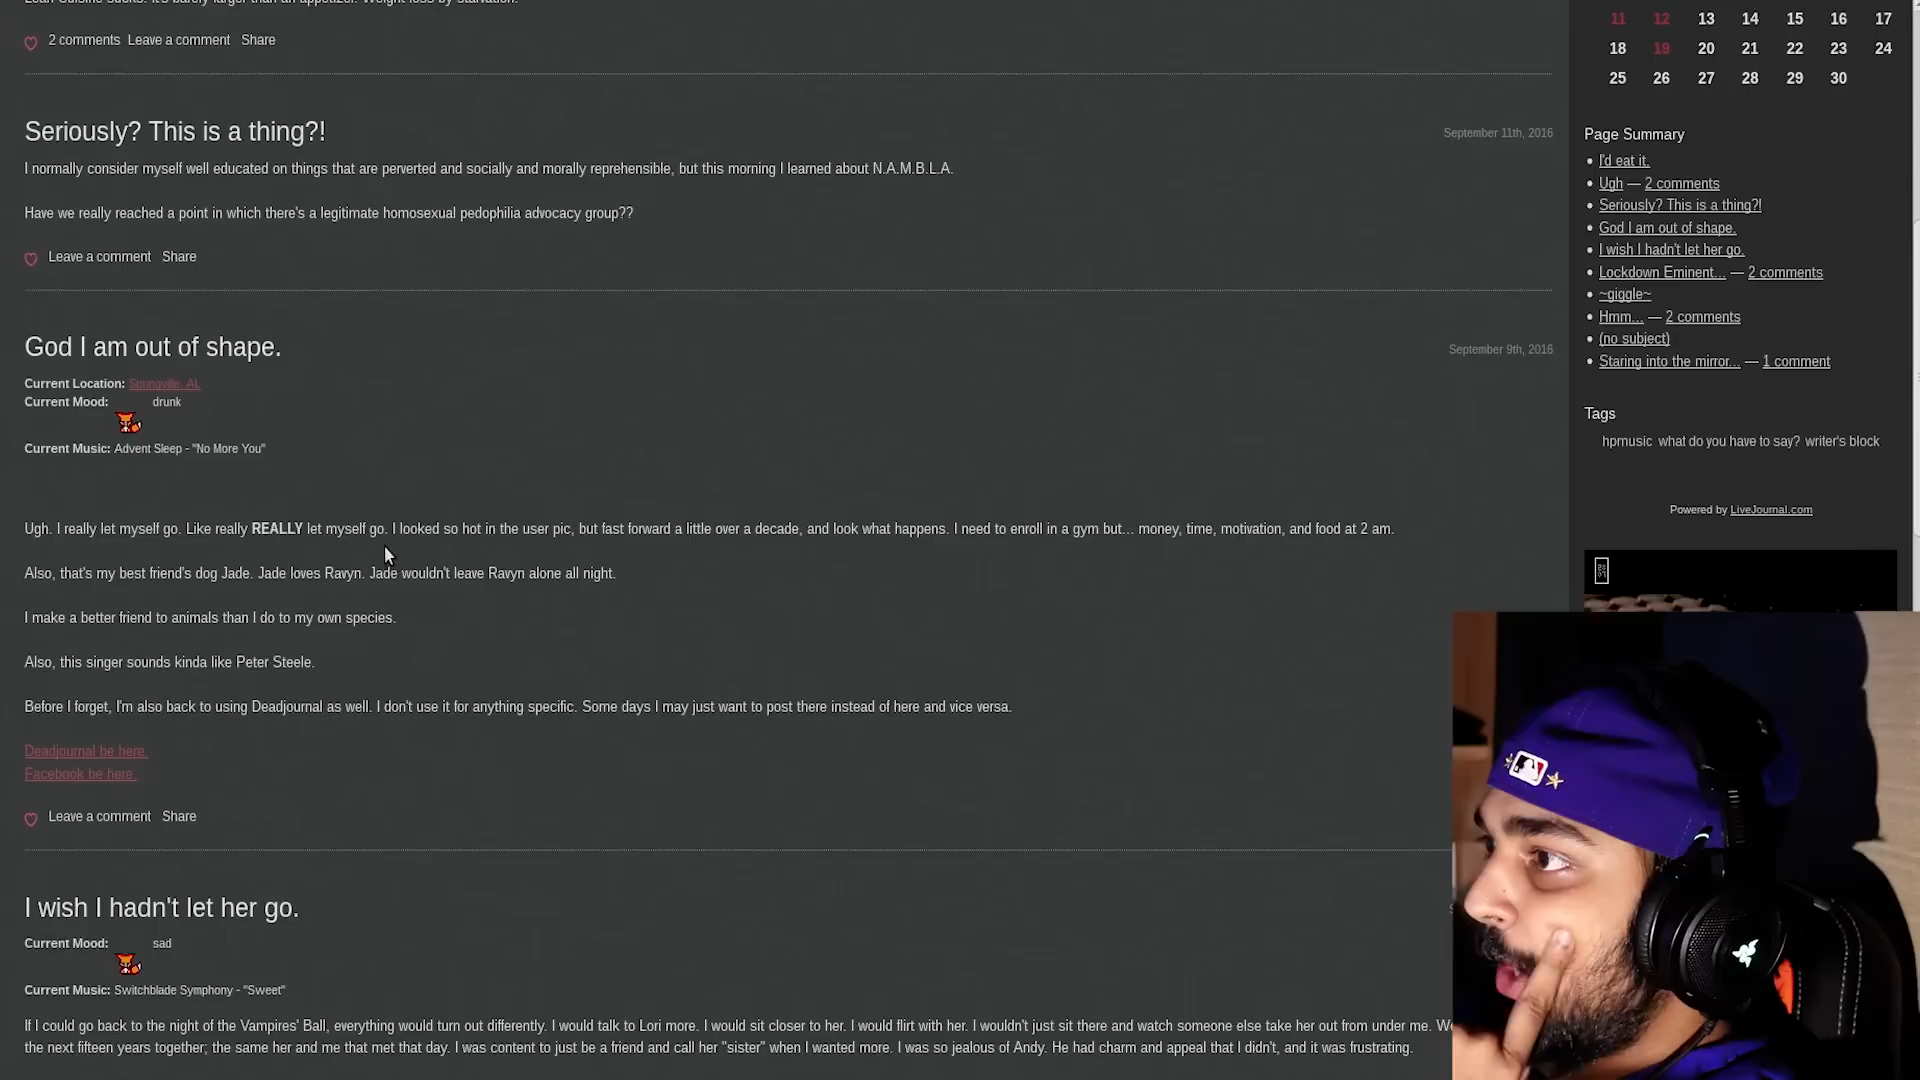 2 comments Leave a comment Share
Seriously? This is a thing?!
September 11th, 2016
I normally consider myself well educated on things that are perverted and socially and morally reprehensible, but this morning I learned about N.A.M.B.L.A.
Have we really reached a point in which there's a legitimate homosexual pedophilia advocacy group??
Leave a comment Share
God I am out of shape.
September 9th, 2016
Current Location: Springville, AL
Current Mood: drunk
Current Music: Advent Sleep - "No More You"
Ugh. I really let myself go. Like really REALLY let myself go. I looked so hot in the user pic, but fast forward a little over a decade, and look what happens. I need to enroll in a gym but... money, time, motivation, and food at 2 am.
Also, that's my best friend's dog Jade. Jade loves Ravyn. Jade wouldn't leave Ravyn alone all night.
I make a better friend to animals than I do to my own species.
Also, this singer sounds kinda like Peter Steele.
Before I forget, I'm also back to using Deadjournal as well. I don't use it for anything specific. Some days I may just want to post there instead of here and vice versa.
Deadjournal be here.
Facebook be here.
Leave a comment Share
I wish I hadn't let her go.
Current Mood: sad
Current Music: Switchblade Symphony - "Sweet"
If I could go back to the night of the Vampires' Ball, everything would turn out differently. I would talk to Lori more. I would sit closer to her. I would flirt with her. I wouldn't just sit there and watch someone else take her out from under me.
the next fifteen years together; the same her and me that met that day. I was content to just be a friend and call her "sister" when I wanted more. I was so jealous of Andy. He had charm and appeal that I didn't, and it was frustrating.
11 12 13 14 15 16 17
18 19 20 21 22 23 24
25 26 27 28 29 30
Page Summary
I'd eat it.
Ugh — 2 comments
Seriously? This is a thing?!
God I am out of shape.
I wish I hadn't let her go.
Lockdown Eminent... — 2 comments
~giggle~
Hmm... — 2 comments
(no subject)
Staring into the mirror... — 1 comment
Tags
hpmusic what do you have to say? writer's block
Powered by LiveJournal.com